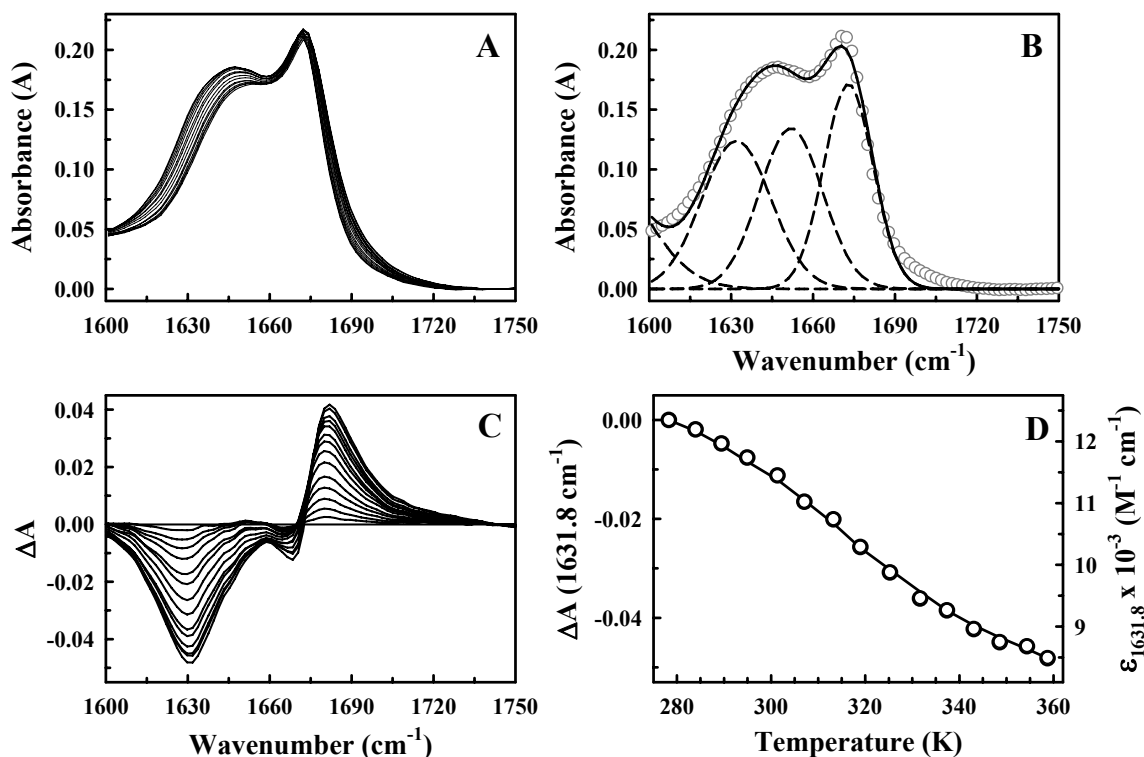 A
Absorbance (A)
0.20
0.15
0.10
0.05
0.00
1600 1630 1660 1690 1720 1750
B
Absorbance (A)
0.20
0.15
0.10
0.05
0.00
1600 1630 1660 1690 1720 1750
Wavenumber (cm⁻¹)
C
ΔA
0.04
0.02
0.00
-0.02
-0.04
1600 1630 1660 1690 1720 1750
Wavenumber (cm⁻¹)
D
ΔA (1631.8 cm⁻¹)
0.00
-0.02
-0.04
280 300 320 340 360
Temperature (K)
12
11
10
9
ε1631.8 x 10⁻³ (M⁻¹ cm⁻¹)